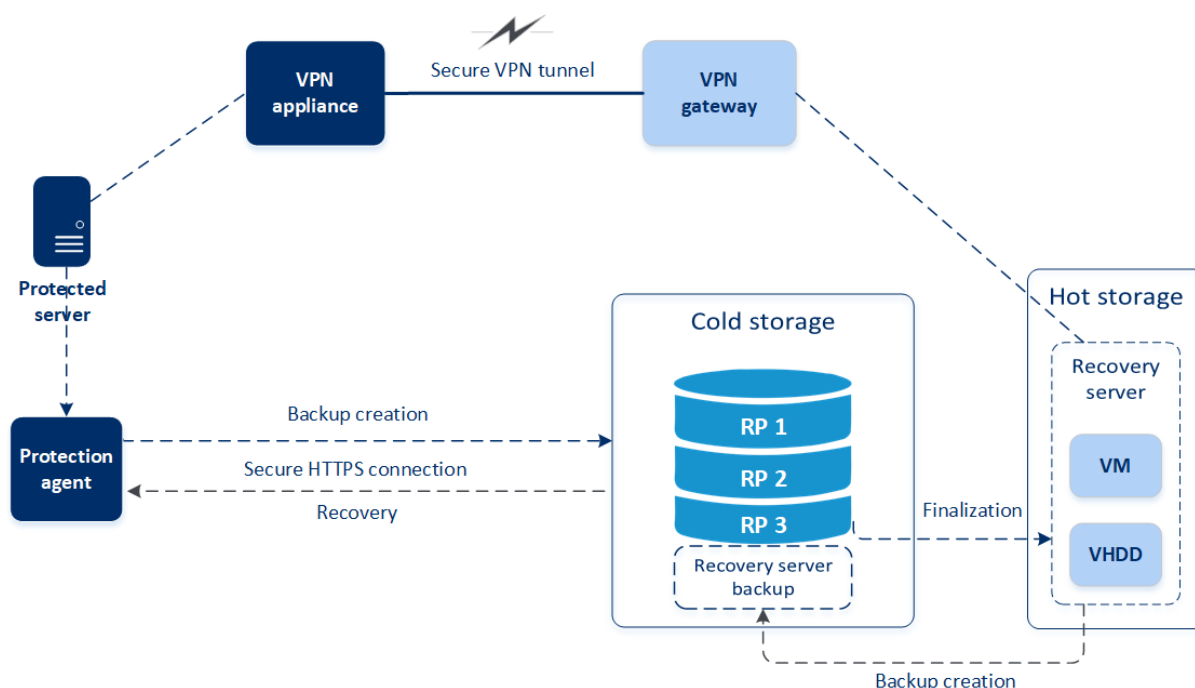 Secure VPN tunnel
VPN
appliance
VPN
gateway
Protected
server
Hot storage
Cold storage
Recovery
server
Backup creation
RP 1
Protection
agent
Secure HTTPS connection
VM
RP 2
Recovery
RP 3
Finalization
VHDD
Recovery server
backup
Backup creation